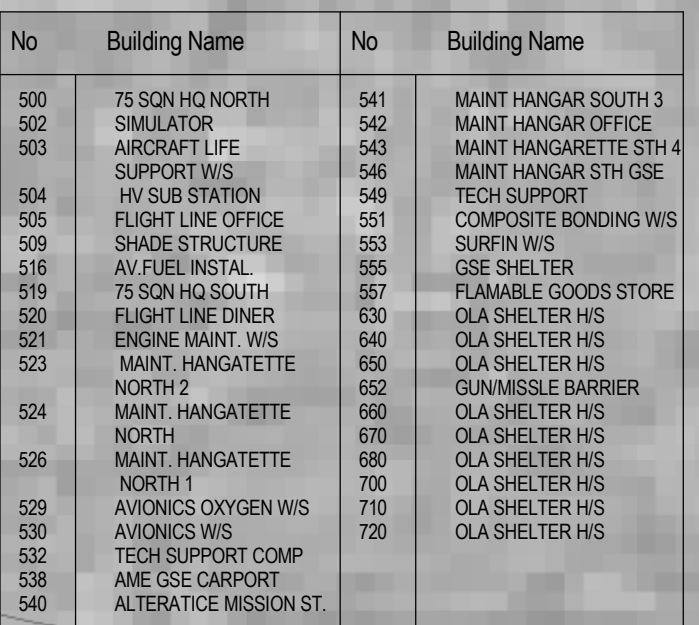 No Building Name
500 75 SQN HQ NORTH
502 SIMULATOR
503 AIRCRAFT LIFE
SUPPORT W/S
504 HV SUB STATION
505 FLIGHT LINE OFFICE
509 SHADE STRUCTURE
516 AV.FUEL INSTAL.
519 75 SQN HQ SOUTH
520 FLIGHT LINE DINER
521 ENGINE MAINT. W/S
523 MAINT. HANGATETTE
NORTH 2
524 MAINT. HANGATETTE
NORTH
526 MAINT. HANGATETTE
NORTH 1
529 AVIONICS OXYGEN W/S
530 AVIONICS W/S
532 TECH SUPPORT COMP
538 AME GSE CARPORT
540 ALTERATICE MISSION ST.
No Building Name
541 MAINT HANGAR SOUTH 3
542 MAINT HANGAR OFFICE
543 MAINT HANGARETTE STH 4
546 MAINT HANGAR STH GSE
549 TECH SUPPORT
551 COMPOSITE BONDING W/S
553 SURFIN W/S
555 GSE SHELTER
557 FLAMABLE GOODS STORE
630 OLA SHELTER H/S
640 OLA SHELTER H/S
650 OLA SHELTER H/S
652 GUN/MISSLE BARRIER
660 OLA SHELTER H/S
670 OLA SHELTER H/S
680 OLA SHELTER H/S
700 OLA SHELTER H/S
710 OLA SHELTER H/S
720 OLA SHELTER H/S